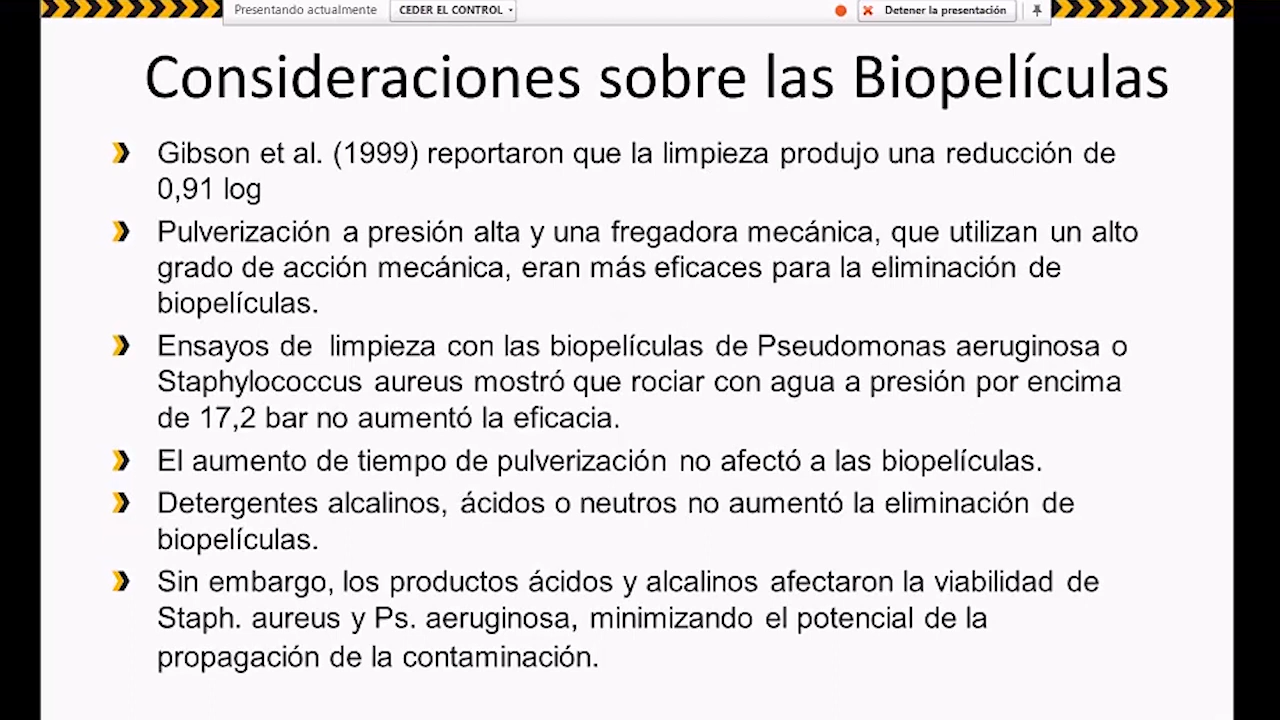 Presentando actualmente CEDER EL CONTROL Detener la presentación
Consideraciones sobre las Biopelículas
Gibson et al. (1999) reportaron que la limpieza produjo una reducción de
0,91 log
Pulverización a presión alta y una fregadora mecánica, que utilizan un alto
grado de acción mecánica, eran más eficaces para la eliminación de
biopelículas.
Ensayos de limpieza con las biopelículas de Pseudomonas aeruginosa o
Staphylococcus aureus mostró que rociar con agua a presión por encima
de 17,2 bar no aumentó la eficacia.
El aumento de tiempo de pulverización no afectó a las biopelículas.
Detergentes alcalinos, ácidos o neutros no aumentó la eliminación de
biopelículas.
Sin embargo, los productos ácidos y alcalinos afectaron la viabilidad de
Staph. aureus y Ps. aeruginosa, minimizando el potencial de la
propagación de la contaminación.